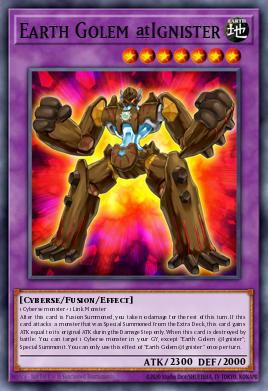 EARTH GOLEM @IGNISTER
EARTH
地
[CYBERSE/FUSION/EFFECT]
1 Cyberse monster + 1 Link Monster
After this card is Fusion Summoned, you take no damage for the rest of this turn. If this
card attacks a monster that was Special Summoned from the Extra Deck, this card gains
ATK equal to its original ATK during the Damage Step only. When this card is destroyed by
battle: You can target 1 Cyberse monster in your GY, except "Earth Golem @Ignister";
Special Summon it. You can only use this effect of "Earth Golem @Ignister" once per turn.
ATK/2300 DEF/2000